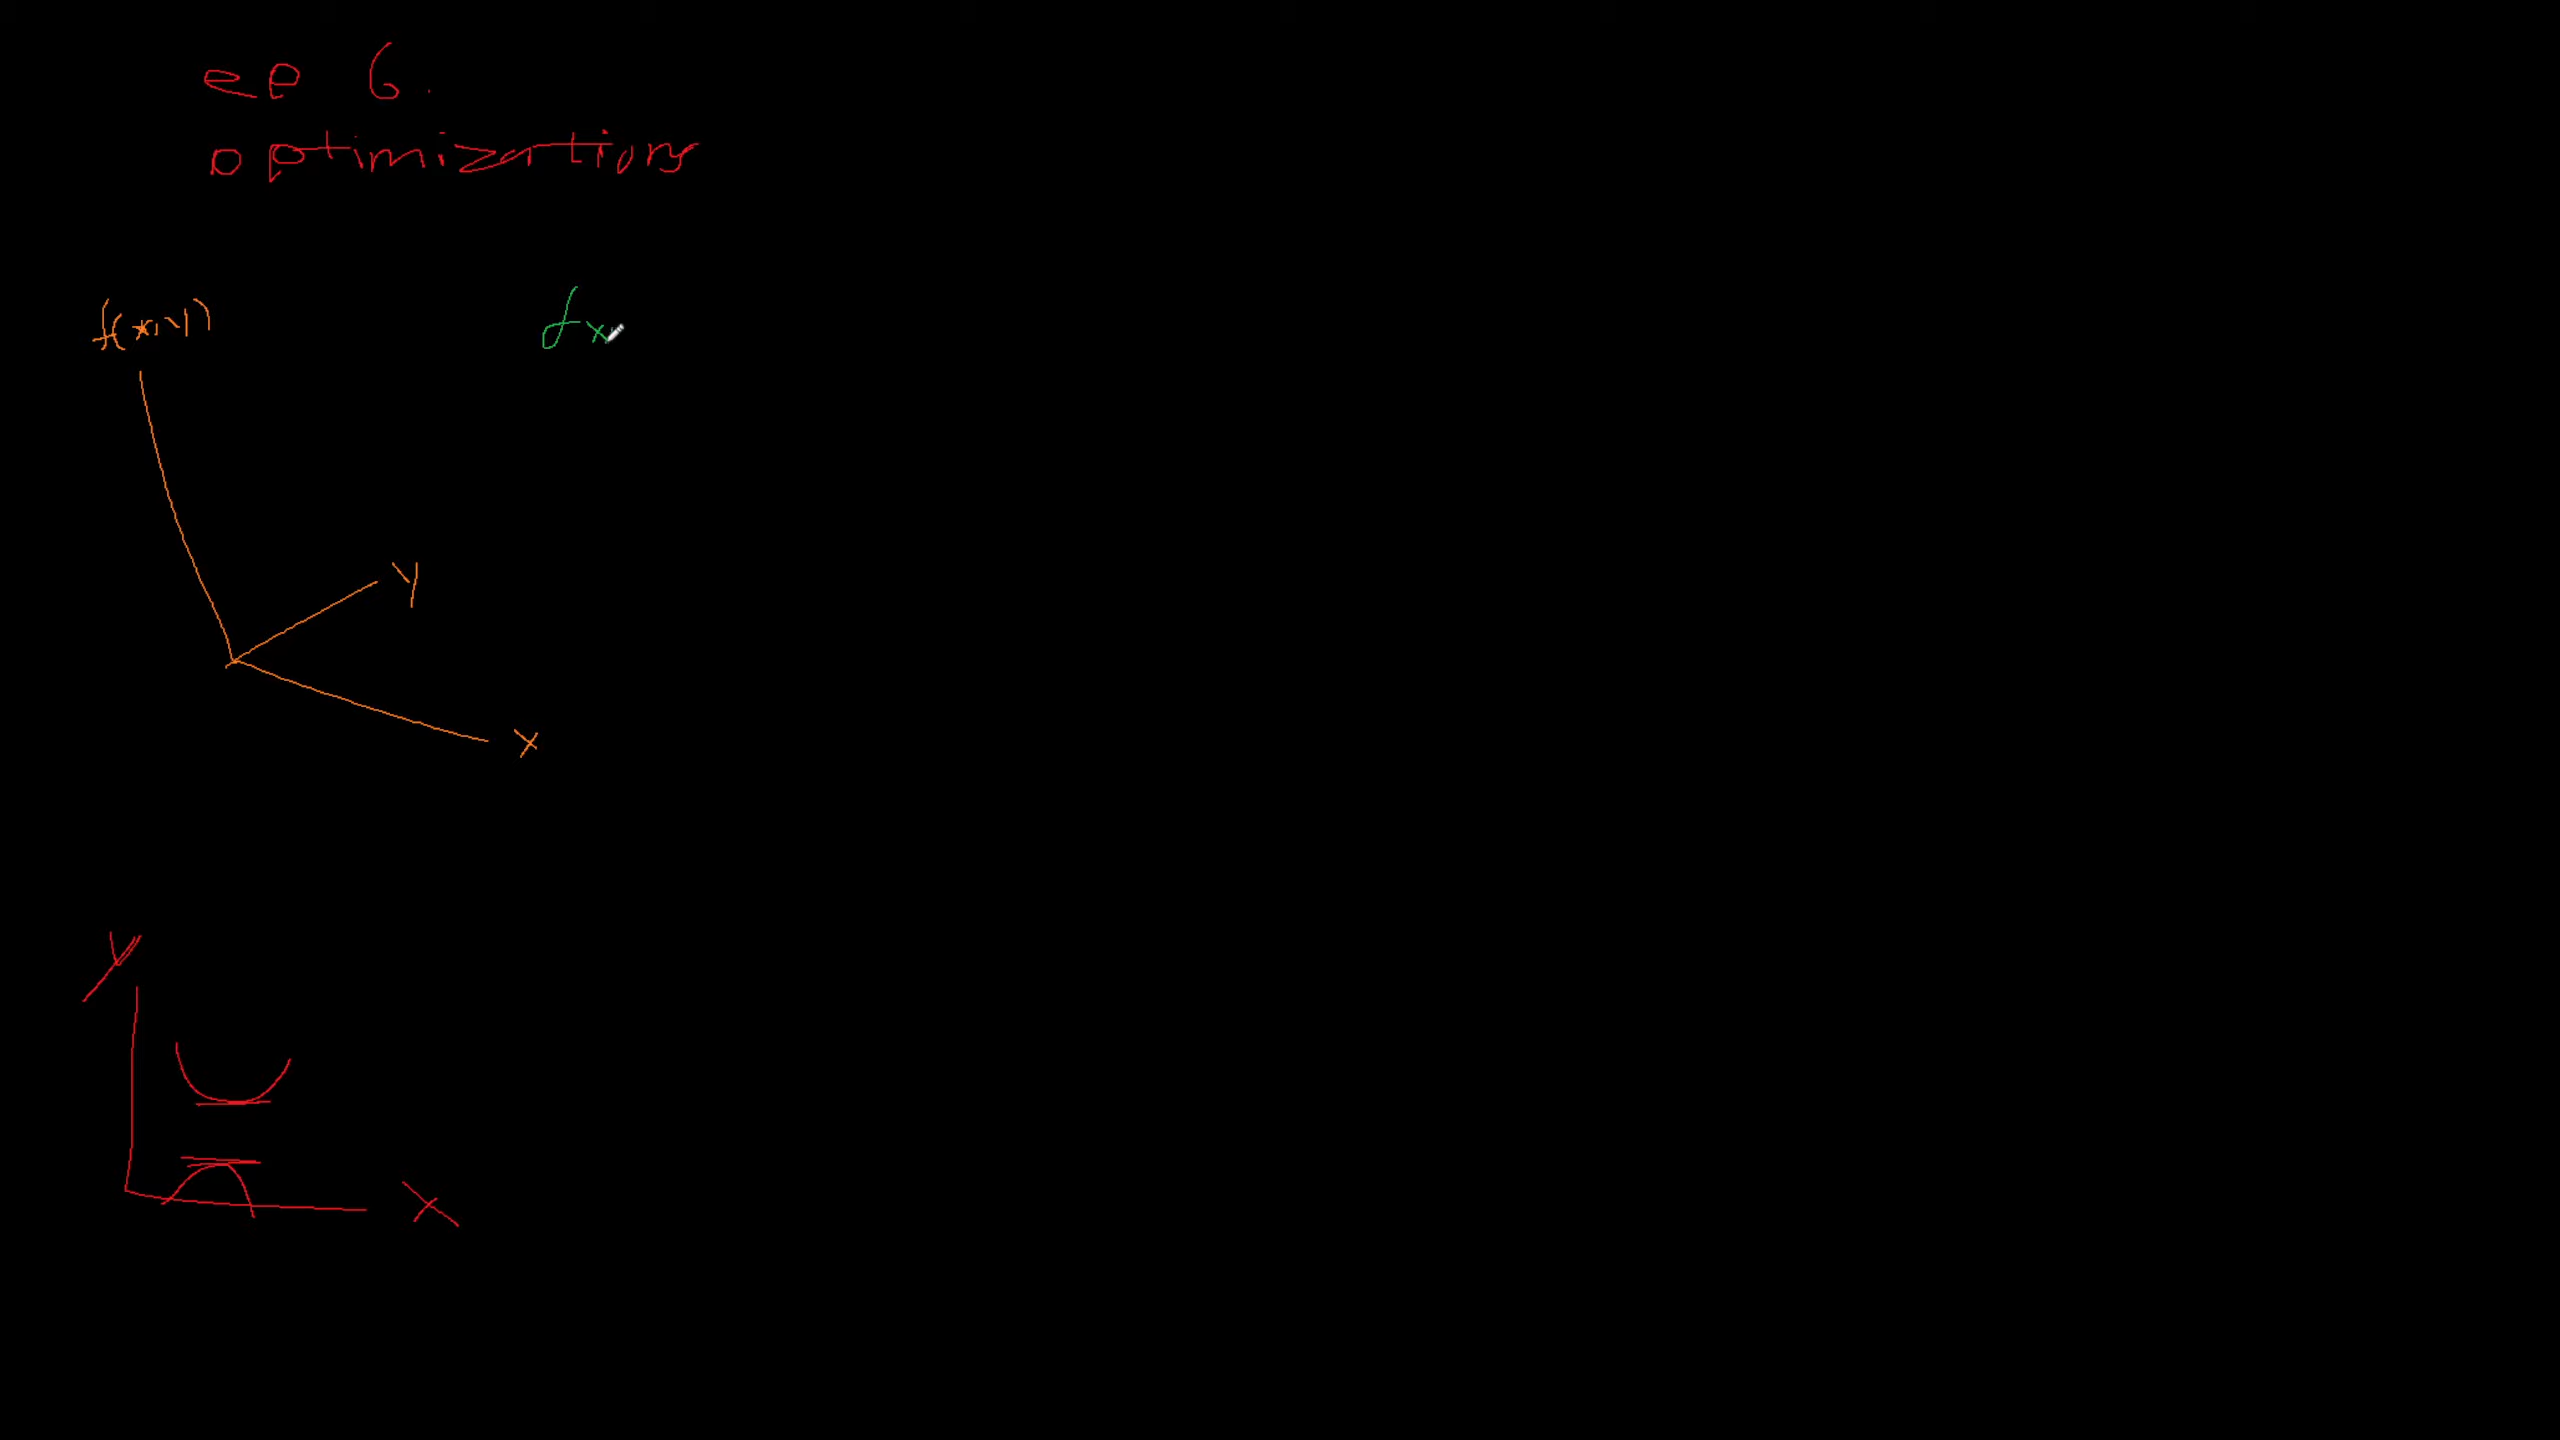 ep 6.
optimizations
f(x,y)
fx
y
x
y
x